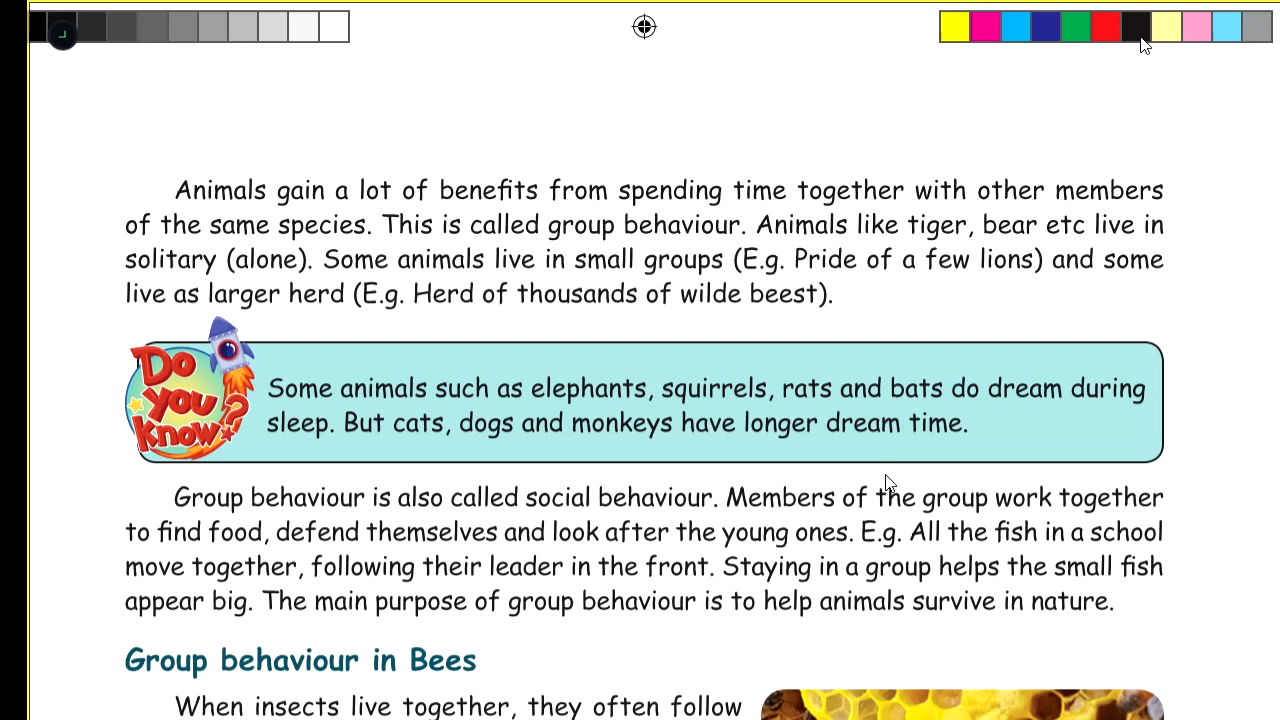 Animals gain a lot of benefits from spending time together with other members
of the same species. This is called group behaviour. Animals like tiger, bear etc live in
solitary (alone). Some animals live in small groups (E.g. Pride of a few lions) and some
live as larger herd (E.g. Herd of thousands of wilde beest).
Do
you
know?
Some animals such as elephants, squirrels, rats and bats do dream during
sleep. But cats, dogs and monkeys have longer dream time.
Group behaviour is also called social behaviour. Members of the group work together
to find food, defend themselves and look after the young ones. E.g. All the fish in a school
move together, following their leader in the front. Staying in a group helps the small fish
appear big. The main purpose of group behaviour is to help animals survive in nature.
Group behaviour in Bees
When insects live together, they often follow